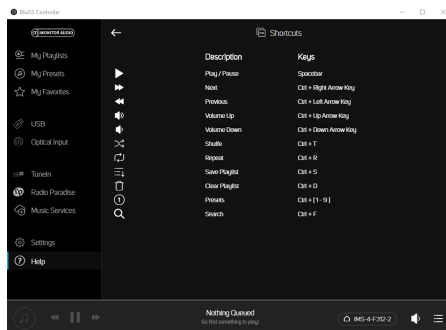 BluOS Controller
MONITOR AUDIO
Shortcuts
My Playlists
My Presets
My Favorites
USB
Optical Input
TuneIn
Radio Paradise
Music Services
Settings
Help
Description Keys
Play / Pause Spacebar
Next Ctrl + Right Arrow Key
Previous Ctrl + Left Arrow Key
Volume Up Ctrl + Up Arrow Key
Volume Down Ctrl + Down Arrow Key
Shuffle Ctrl + T
Repeat Ctrl + R
Save Playlist Ctrl + S
Clear Playlist Ctrl + D
1 Presets Ctrl + [1 - 9]
Search Ctrl + F
Nothing Queued
Go find something to play!
IMS-4-F312-2